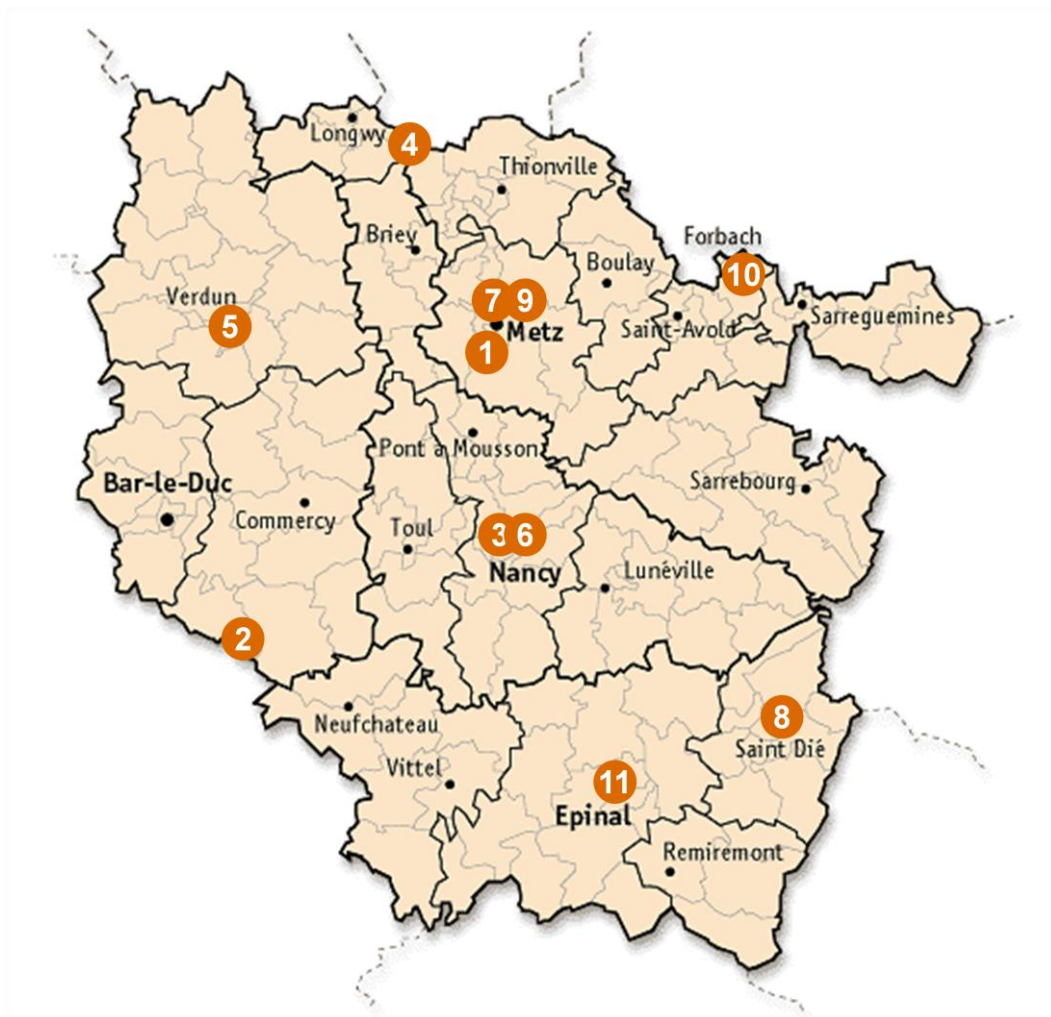 Longwy
4
Thionville
Briey
Forbach
Boulay
10
Verdun
7
9
5
Saint-Avold
Sarreguemines
Metz
1
Pont à Mousson
Bar-le-Duc
Sarrebourg
Commercy
Toul
3
6
Nancy
Lunéville
2
Neufchateau
8
Saint Dié
Vittel
11
Epinal
Remiremont